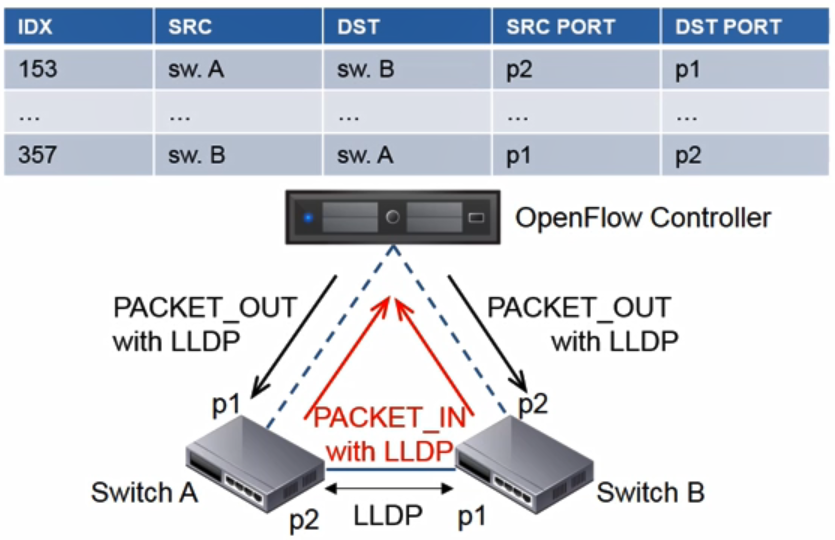 IDX SRC DST SRC PORT DST PORT
153 sw. A sw. B p2 p1
... ... ... ... ...
357 sw. B sw. A p1 p2
OpenFlow Controller
PACKET_OUT
with LLDP
PACKET_OUT
with LLDP
p1
p2
PACKET_IN
with LLDP
Switch A
Switch B
p2
LLDP
p1